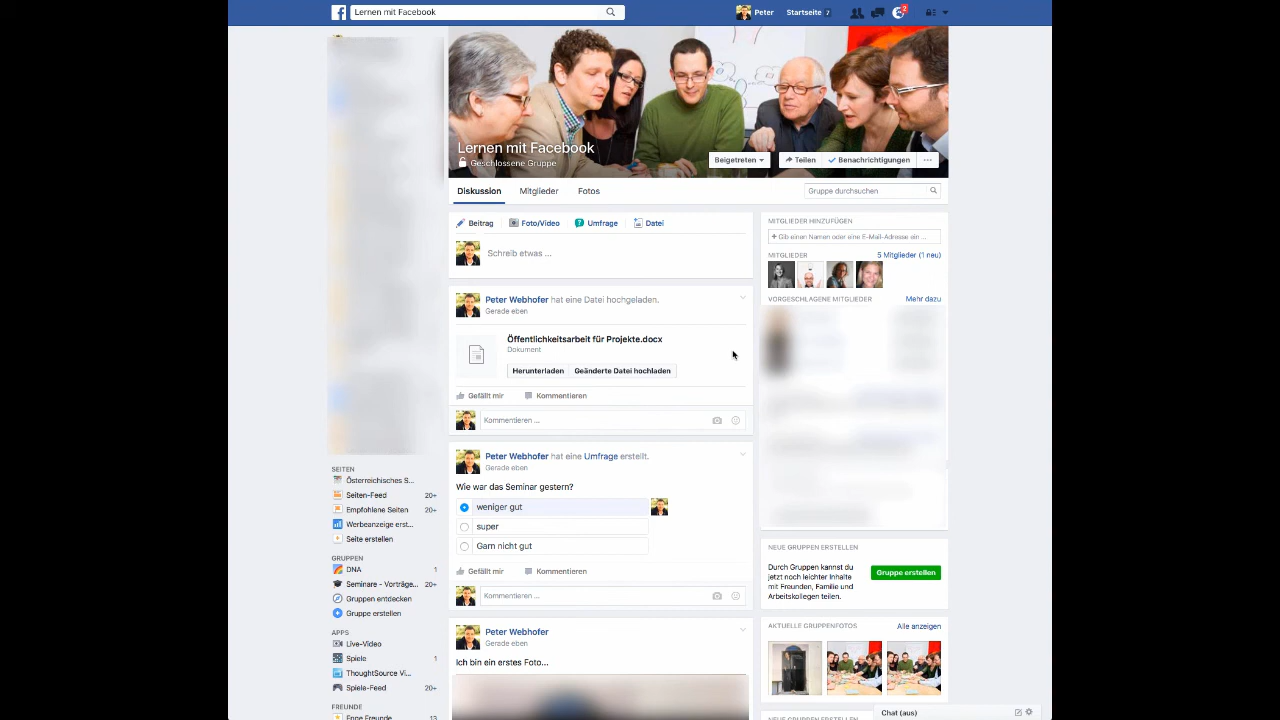 Lernen mit Facebook
Peter
Startseite 7
2
Lernen mit Facebook
Geschlossene Gruppe
Beigetreten
Teilen
Benachrichtigungen
Diskussion
Mitglieder
Fotos
Gruppe durchsuchen
Beitrag
Foto/Video
Umfrage
Datei
Schreib etwas ...
Peter Webhofer hat eine Datei hochgeladen.
Gerade eben
Öffentlichkeitsarbeit für Projekte.docx
Dokument
Herunterladen
Geänderte Datei hochladen
Gefällt mir
Kommentieren
Kommentieren ...
Peter Webhofer hat eine Umfrage erstellt.
Gerade eben
Wie war das Seminar gestern?
weniger gut
super
Garn nicht gut
Gefällt mir
Kommentieren
Kommentieren ...
Peter Webhofer
Gerade eben
Ich bin ein erstes Foto...
SEITEN
Österreichisches S...
Seiten-Feed 20+
Empfohlene Seiten 20+
Werbeanzeige erst...
Seite erstellen
GRUPPEN
DNA 1
Seminare - Vorträge... 20+
Gruppen entdecken
Gruppe erstellen
APPS
Live-Video
Spiele 1
ThoughtSource Vi...
Spiele-Feed 20+
FREUNDE
Enge Freunde 13
MITGLIEDER HINZUFÜGEN
+ Gib einen Namen oder eine E-Mail-Adresse ein ...
MITGLIEDER
5 Mitglieder (1 neu)
VORGESCHLAGENE MITGLIEDER
Mehr dazu
NEUE GRUPPEN ERSTELLEN
Durch Gruppen kannst du
jetzt noch leichter Inhalte
mit Freunden, Familie und
Arbeitskollegen teilen.
Gruppe erstellen
AKTUELLE GRUPPENFOTOS
Alle anzeigen
NEUE GRUPPEN ERSTELLEN
Chat (aus)